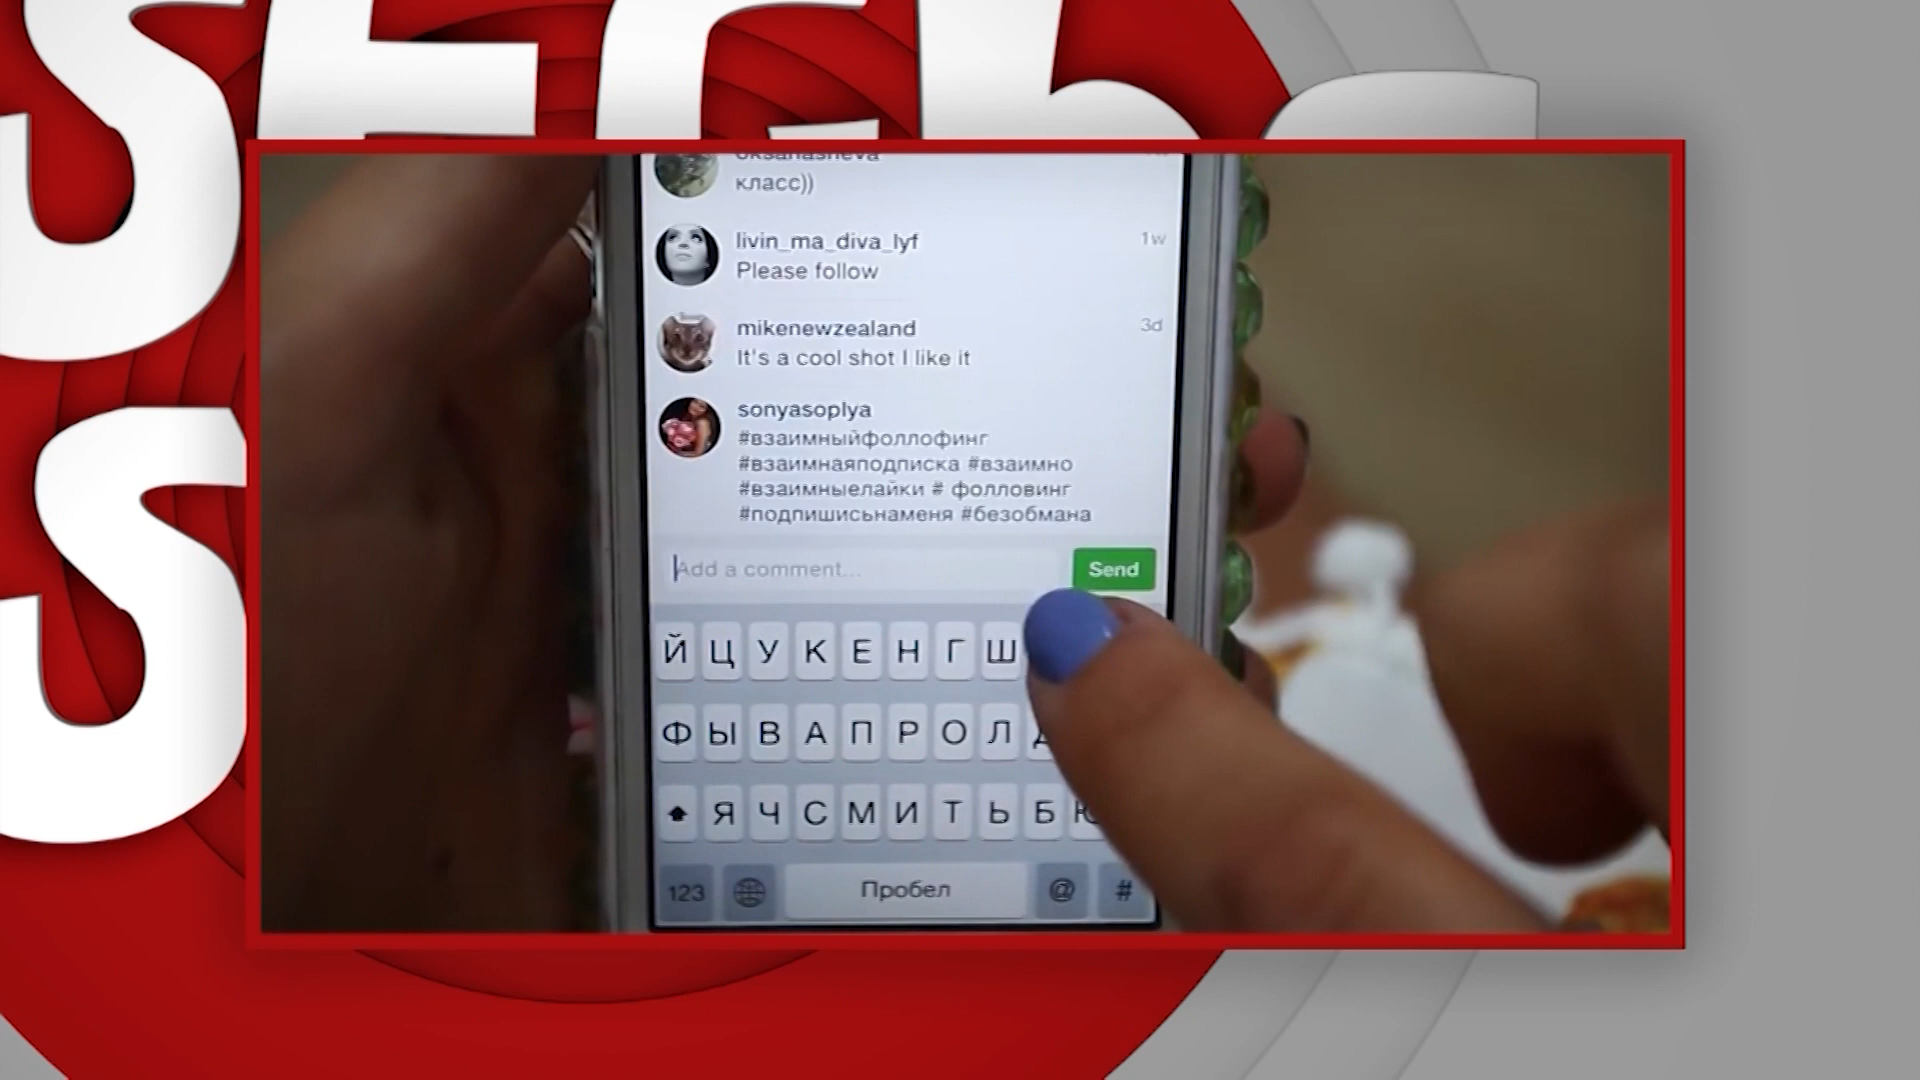 oksanasheva
класс))
livin_ma_diva_lyf 1w
Please follow
mikenewzealand 3d
It's a cool shot I like it
sonyasoplya
#взаимныйфоллофинг
#взаимнаяподписка #взаимно
#взаимныелайки # фолловинг
#подпишисьнаменя #безобмана
Add a comment... Send
Й Ц У К Е Н Г Ш
Ф Ы В А П Р О Л
Я Ч С М И Т Ь Б Ю
123 Пробел @ #